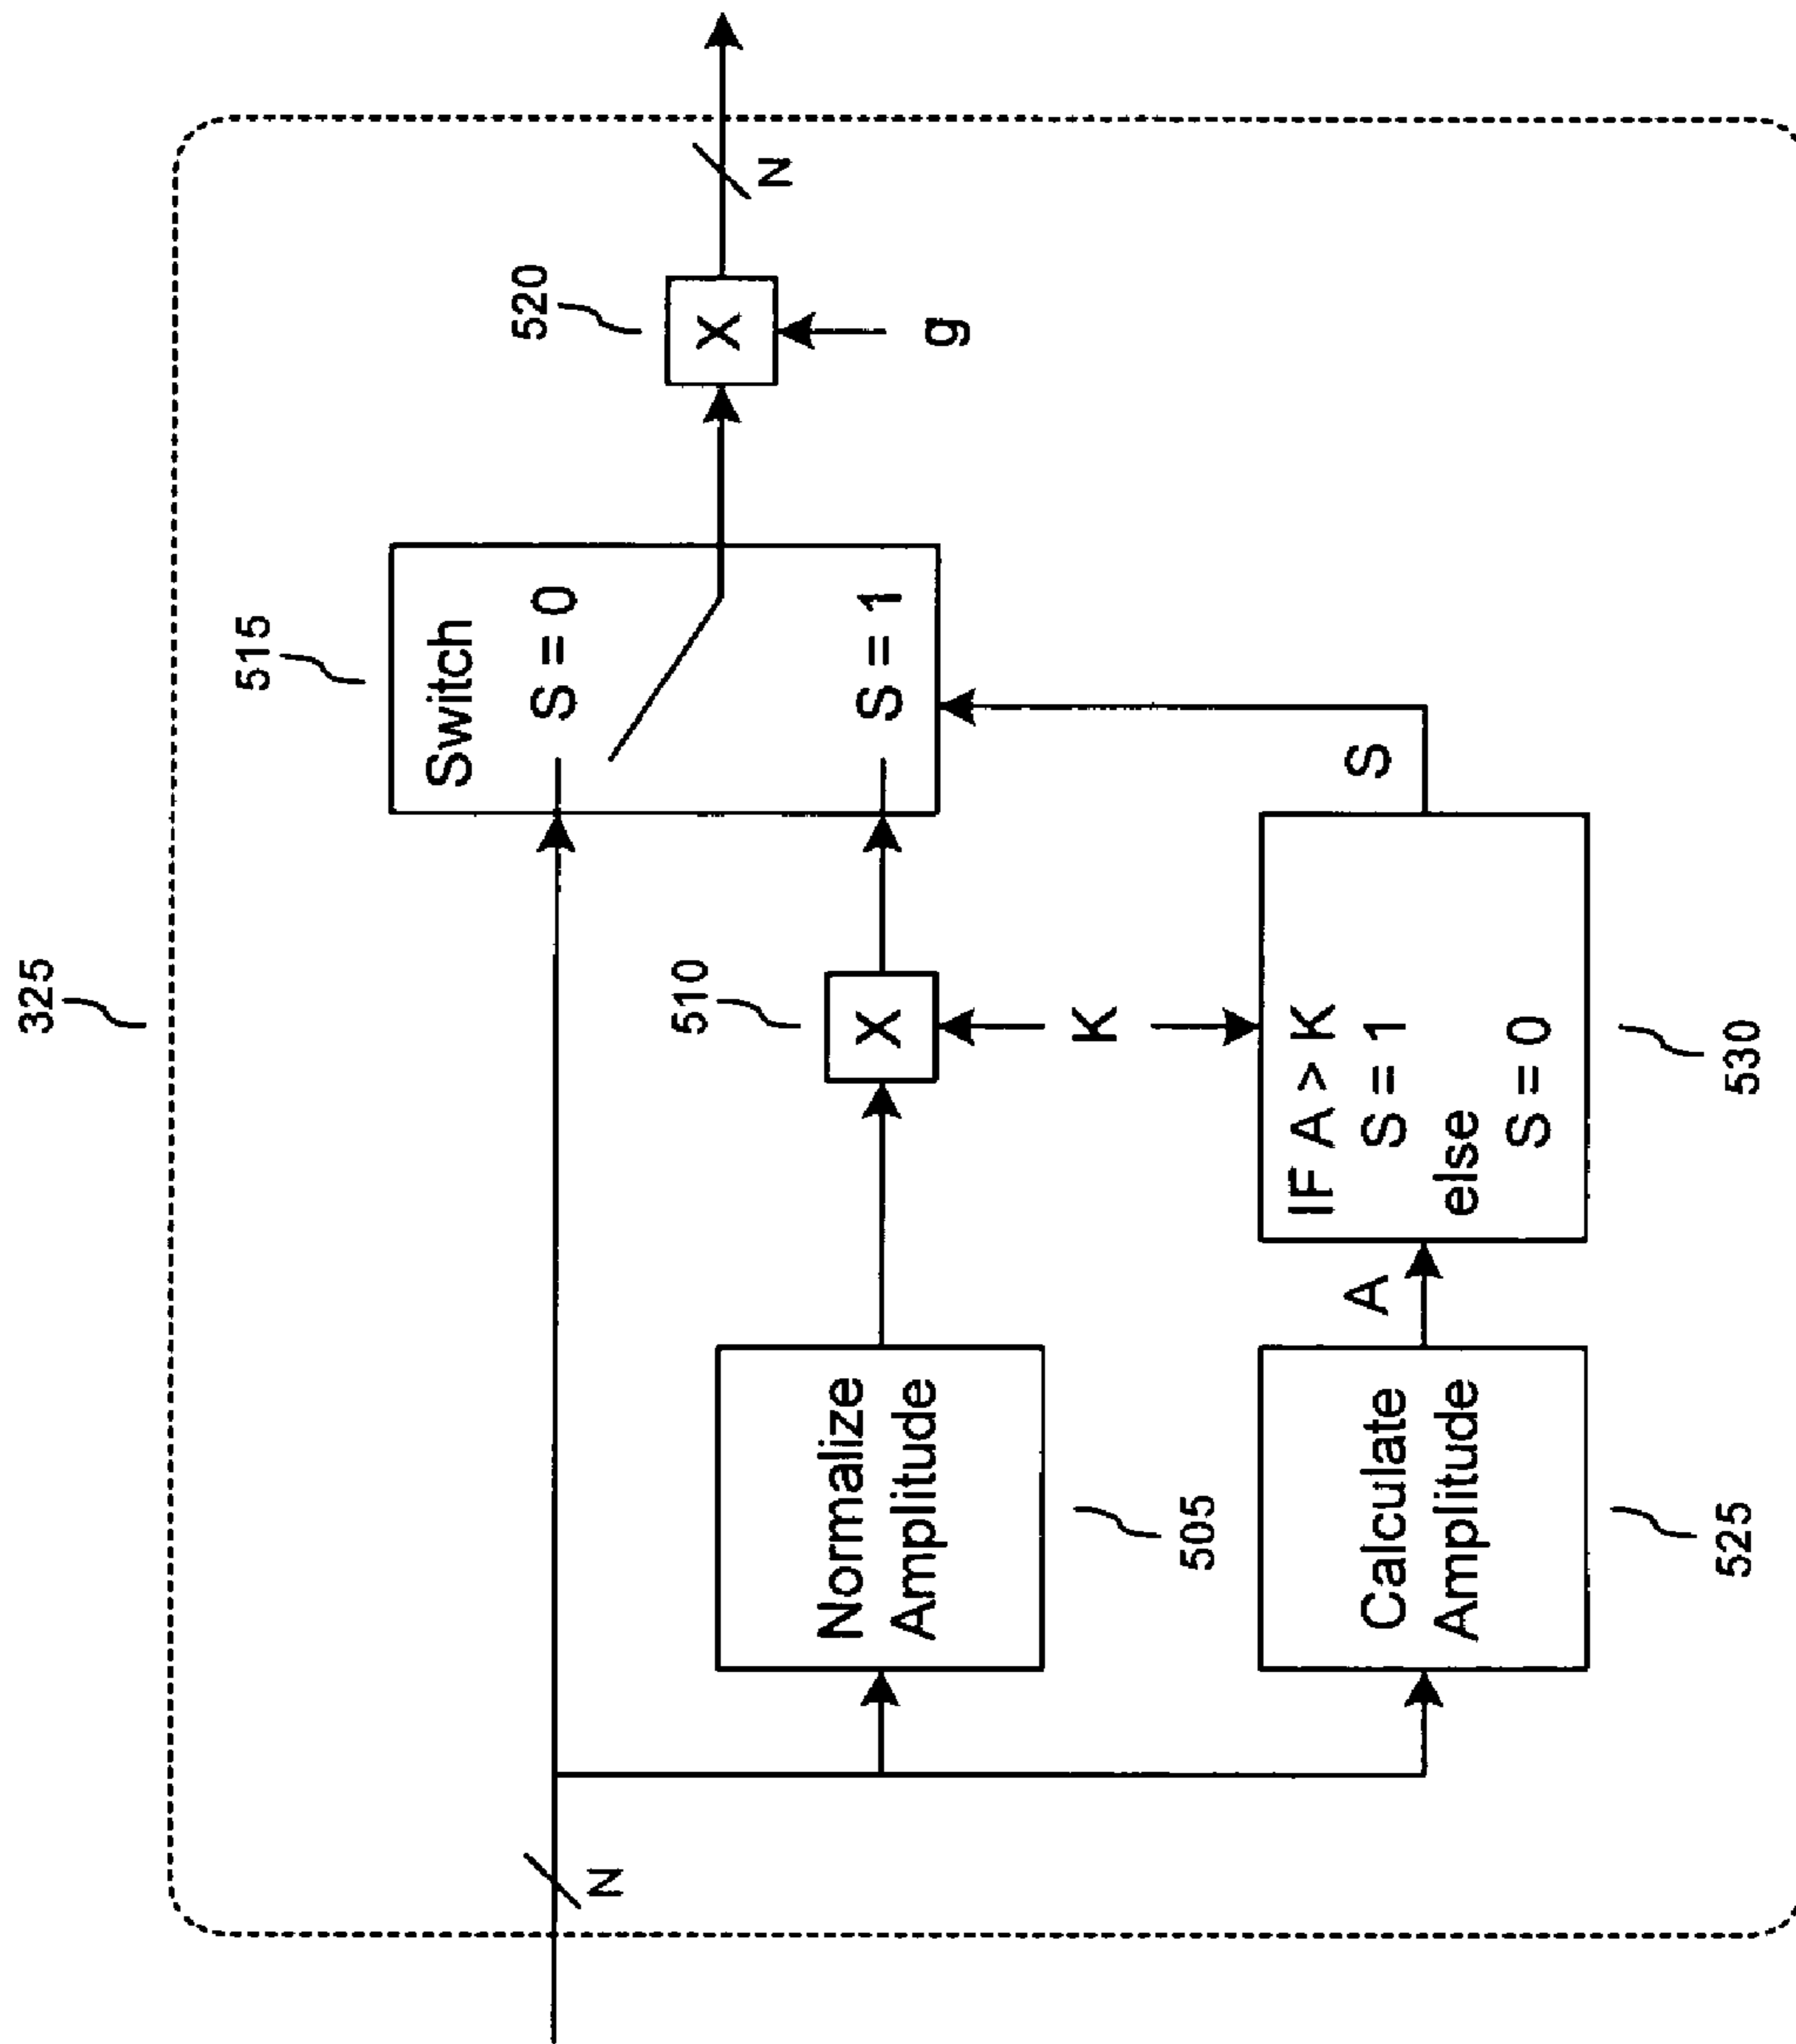 325
515
Switch
S = 0
S = 1
520
X
g
N
510
X
K
N
Normalize
Amplitude
505
Calculate
Amplitude
525
A
IF A > K
S = 1
else
S = 0
530
S